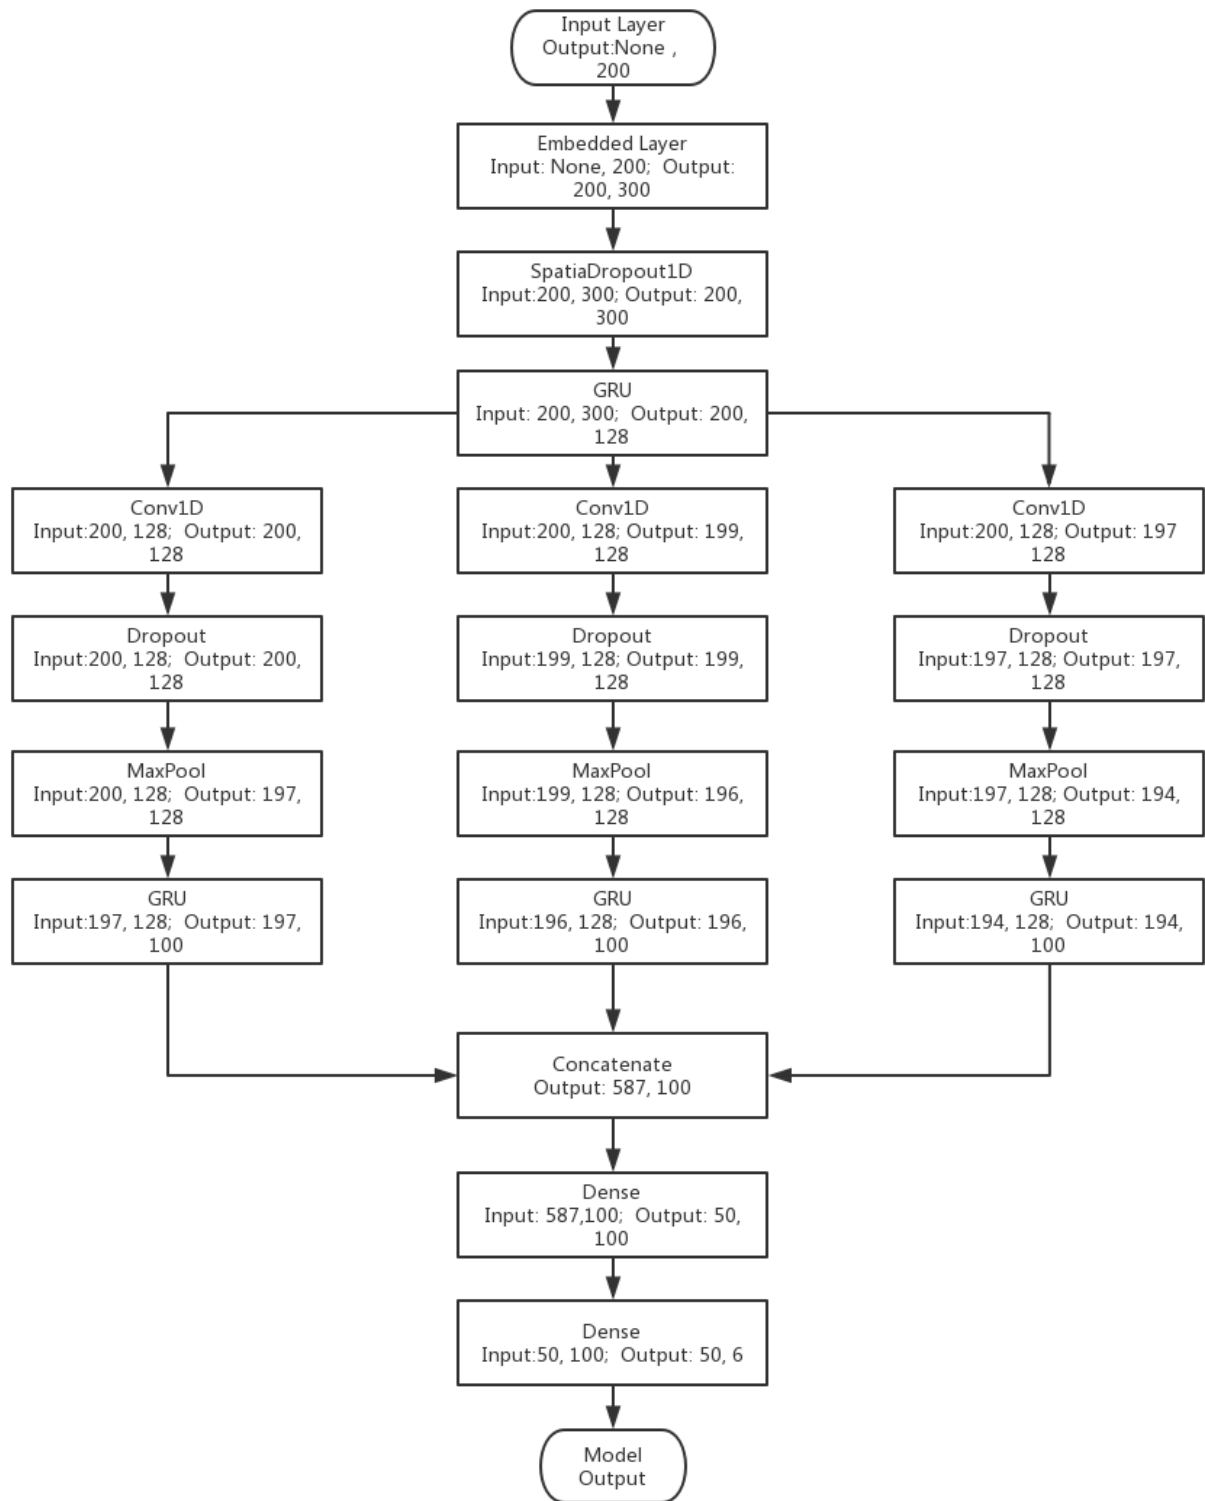 Input Layer
Output:None ,
200
Embedded Layer
Input: None, 200;  Output:
200, 300
SpatiaDropout1D
Input:200, 300; Output: 200,
300
GRU
Input: 200, 300;  Output: 200,
128
Conv1D
Input:200, 128;  Output: 200,
128
Conv1D
Input:200, 128; Output: 199,
128
Conv1D
Input:200, 128; Output: 197
128
Dropout
Input:200, 128;  Output: 200,
128
Dropout
Input:199, 128; Output: 199,
128
Dropout
Input:197, 128; Output: 197,
128
MaxPool
Input:200, 128;  Output: 197,
128
MaxPool
Input:199, 128; Output: 196,
128
MaxPool
Input:197, 128; Output: 194,
128
GRU
Input:197, 128;  Output: 197,
100
GRU
Input:196, 128;  Output: 196,
100
GRU
Input:194, 128;  Output: 194,
100
Concatenate
Output: 587, 100
Dense
Input: 587,100;  Output: 50,
100
Dense
Input:50, 100;  Output: 50, 6
Model
Output